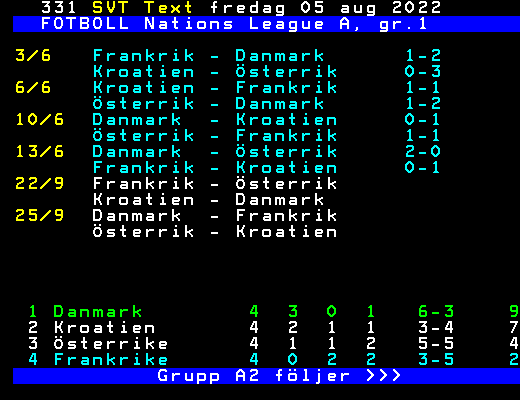 331 SVT Text fredag 05 aug 2022
FOTBOLL Nations League A, gr.1
3/6 Frankrik - Danmark 1-2
Kroatien - Österrik 0-3
6/6 Kroatien - Frankrik 1-1
Österrik - Danmark 1-2
10/6 Danmark - Kroatien 0-1
Österrik - Frankrik 1-1
13/6 Danmark - Österrik 2-0
Frankrik - Kroatien 0-1
22/9 Frankrik - Österrik
Kroatien - Danmark
25/9 Danmark - Frankrik
Österrik - Kroatien
1 Danmark 4 3 0 1 6-3 9
2 Kroatien 4 2 1 1 3-4 7
3 Österrike 4 1 1 2 5-5 4
4 Frankrike 4 0 2 2 3-5 2
Grupp A2 följer >>>